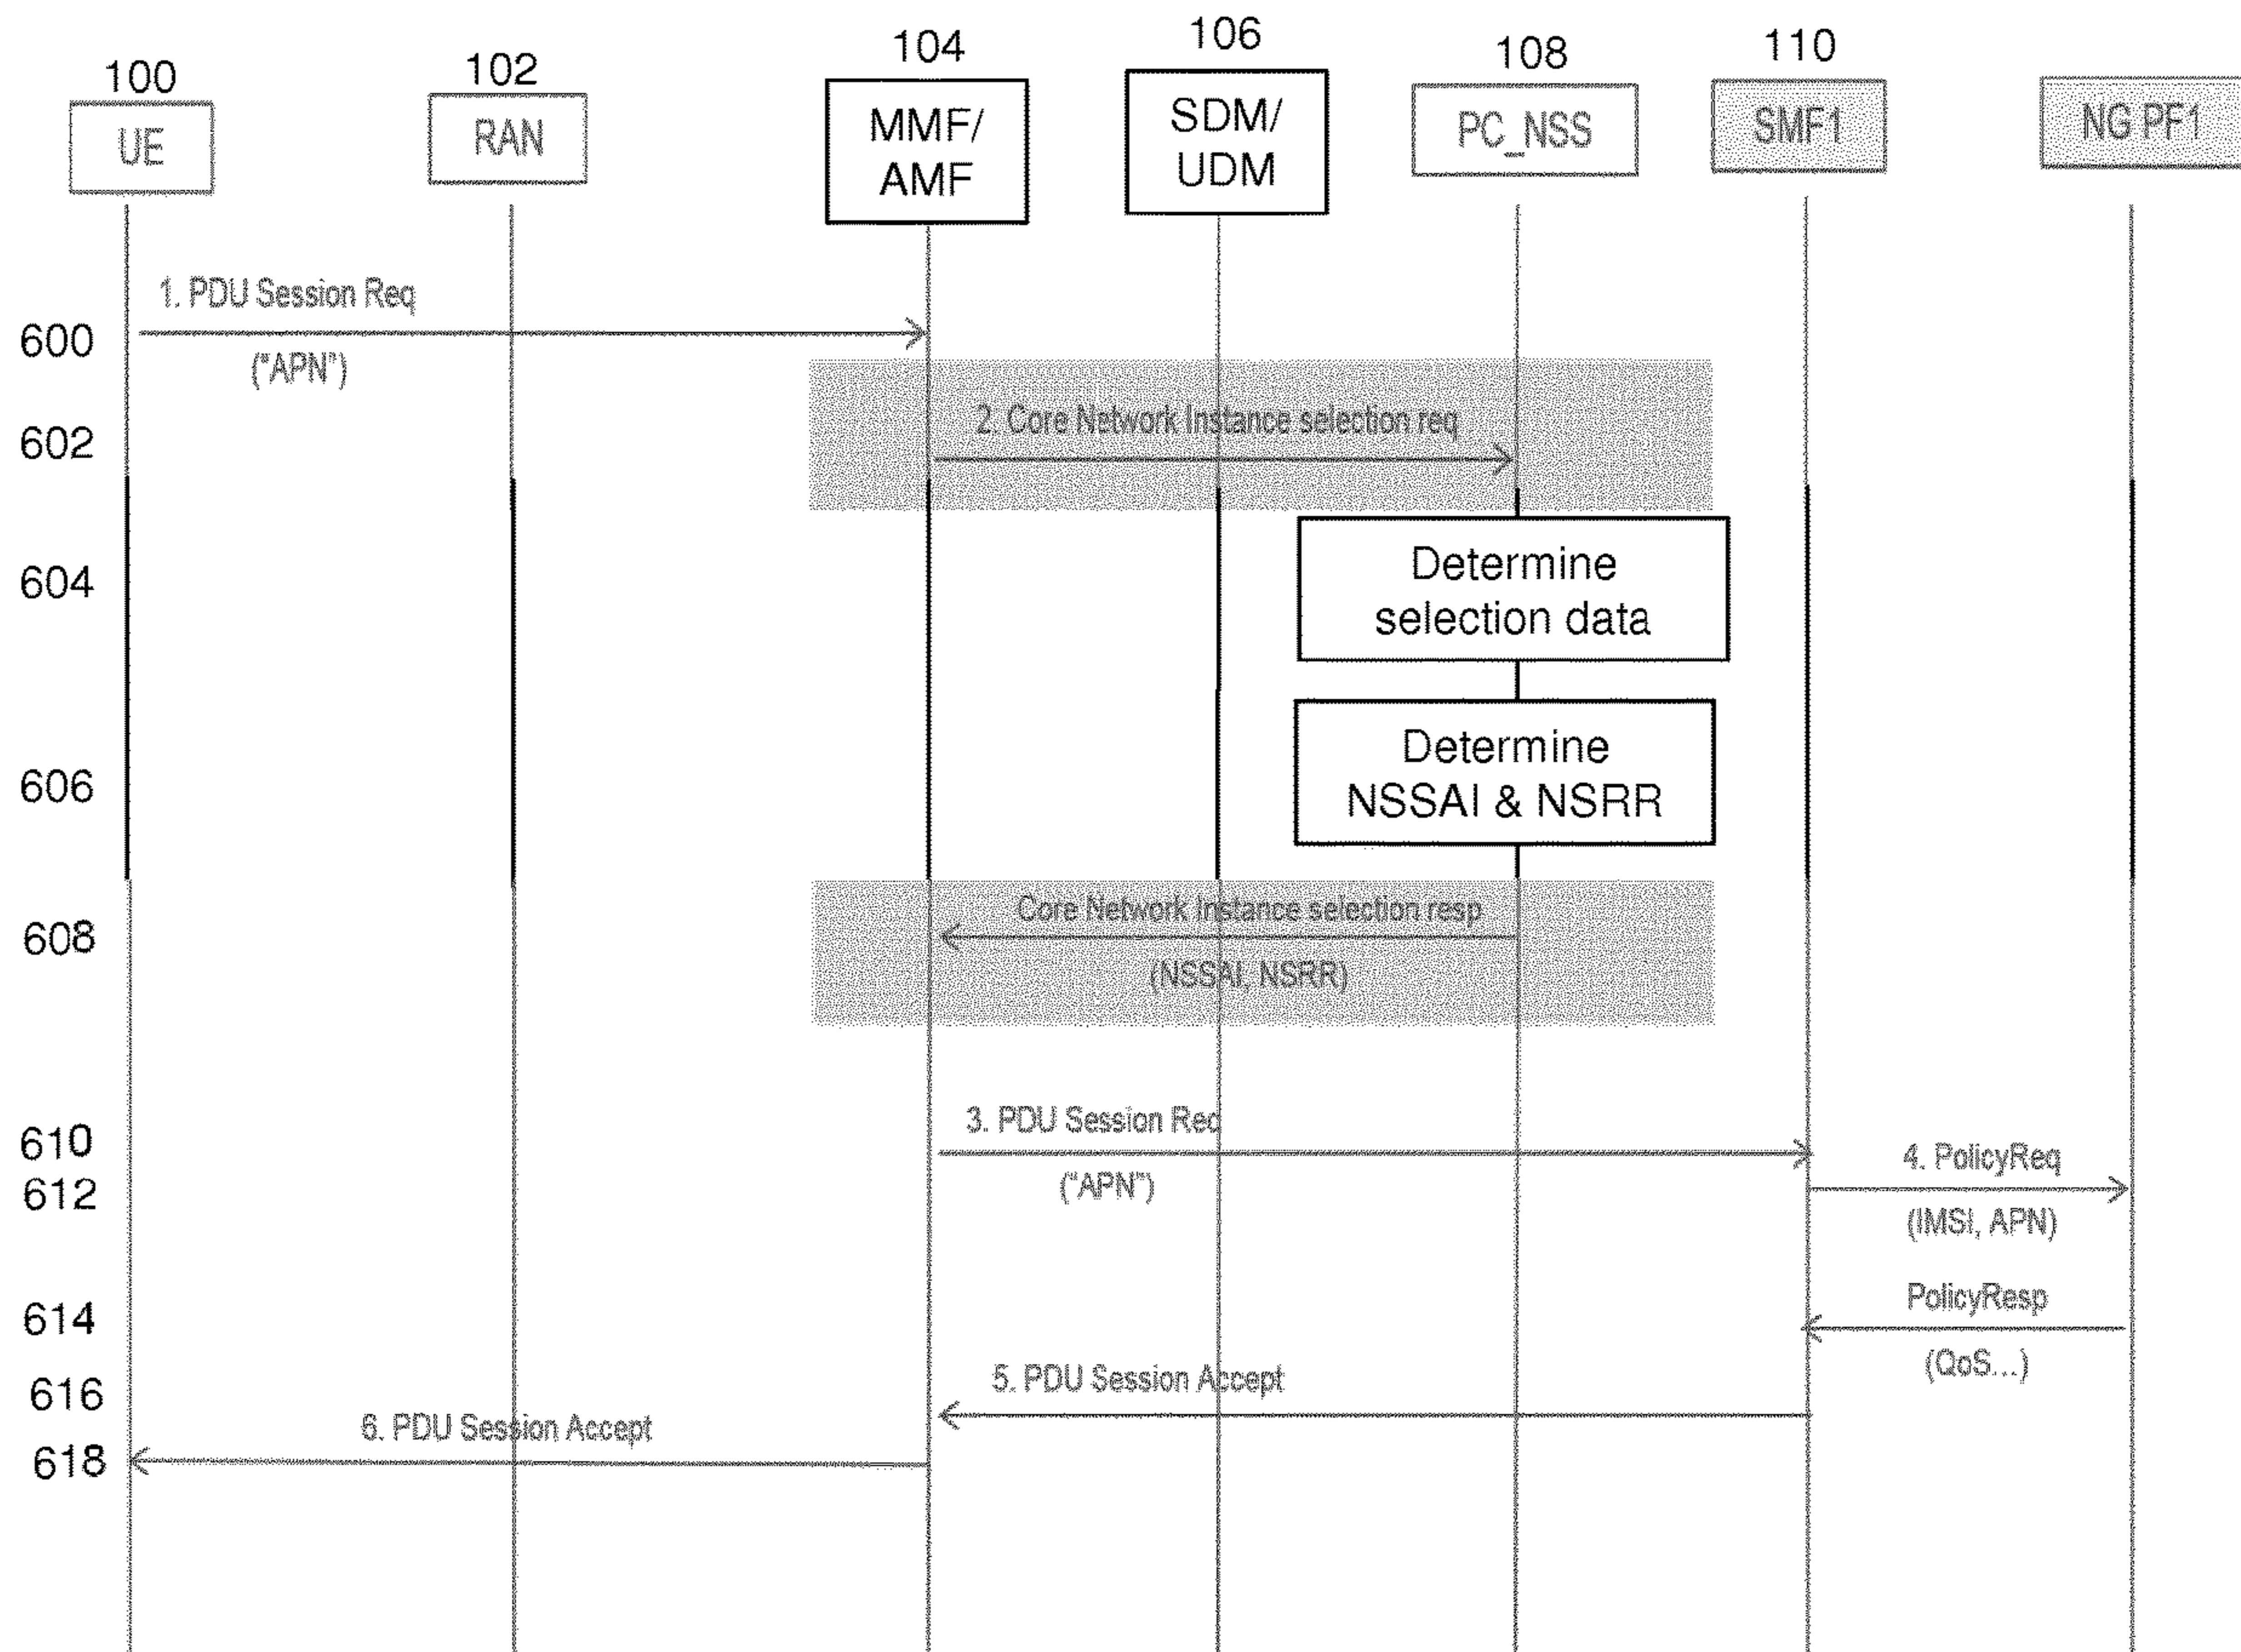 100
102
104
106
108
110
UE
RAN
MMF/
AMF
SDM/
UDM
PC_NSS
SMF1
NG PF1
1. PDU Session Req
600
("APN")
602
2. Core Network Instance selection req
604
Determine
selection data
606
Determine
NSSAI & NSRR
608
Core Network Instance selection resp
(NSSAI, NSRR)
610
3. PDU Session Req
("APN")
612
4. PolicyReq
(IMSI, APN)
614
PolicyResp
(QoS...)
616
5. PDU Session Accept
618
6. PDU Session Accept